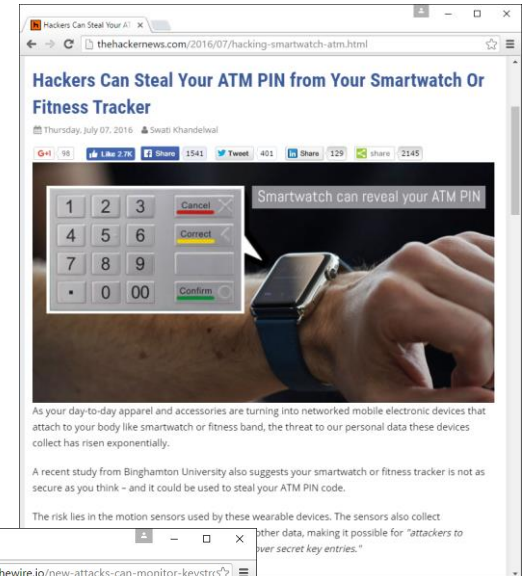 Hackers Can Steal Your AT
thehackernews.com/2016/07/hacking-smartwatch-atm.html
Hackers Can Steal Your ATM PIN from Your Smartwatch Or
Fitness Tracker
Thursday, July 07, 2016 Swati Khandelwal
G+1 98 Like 2.7K Share 1541 Tweet 401 Share 129 share 2145
Smartwatch can reveal your ATM PIN
1 2 3 Cancel
4 5 6 Correct
7 8 9
. 0 00 Confirm
As your day-to-day apparel and accessories are turning into networked mobile electronic devices that
attach to your body like smartwatch or fitness band, the threat to our personal data these devices
collect has risen exponentially.
A recent study from Binghamton University also suggests your smartwatch or fitness tracker is not as
secure as you think – and it could be used to steal your ATM PIN code.
The risk lies in the motion sensors used by these wearable devices. The sensors also collect
other data, making it possible for "attackers to
over secret key entries."
hewire.io/new-attacks-can-monitor-keystro